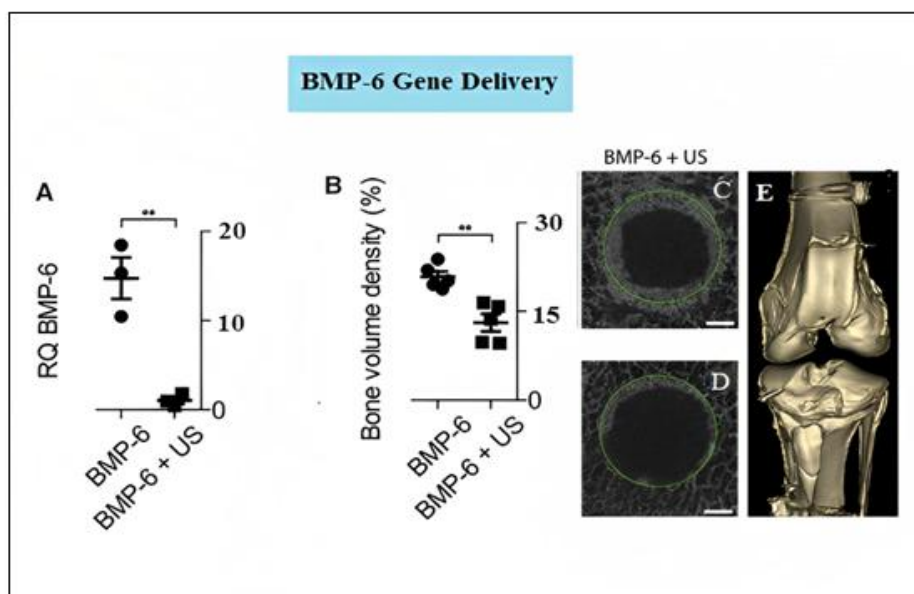 BMP-6 Gene Delivery
A
**
20
10
0
RQ BMP-6
BMP-6
BMP-6 + US
B
**
30
15
0
Bone volume density (%)
BMP-6
BMP-6 + US
BMP-6 + US
C
D
E